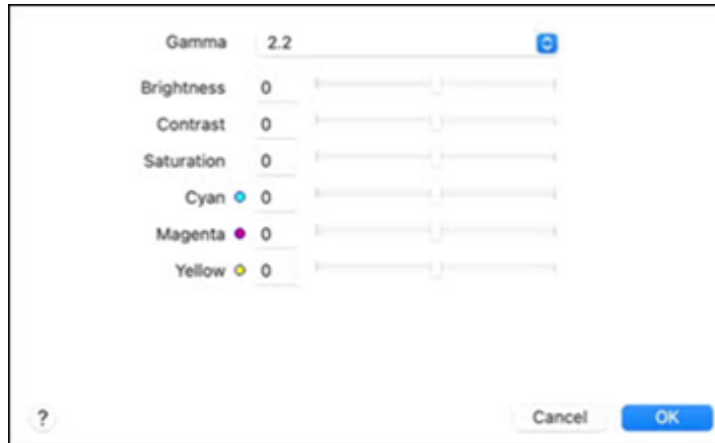 Gamma 2.2
Brightness 0
Contrast 0
Saturation 0
Cyan 0
Magenta 0
Yellow 0
? Cancel OK